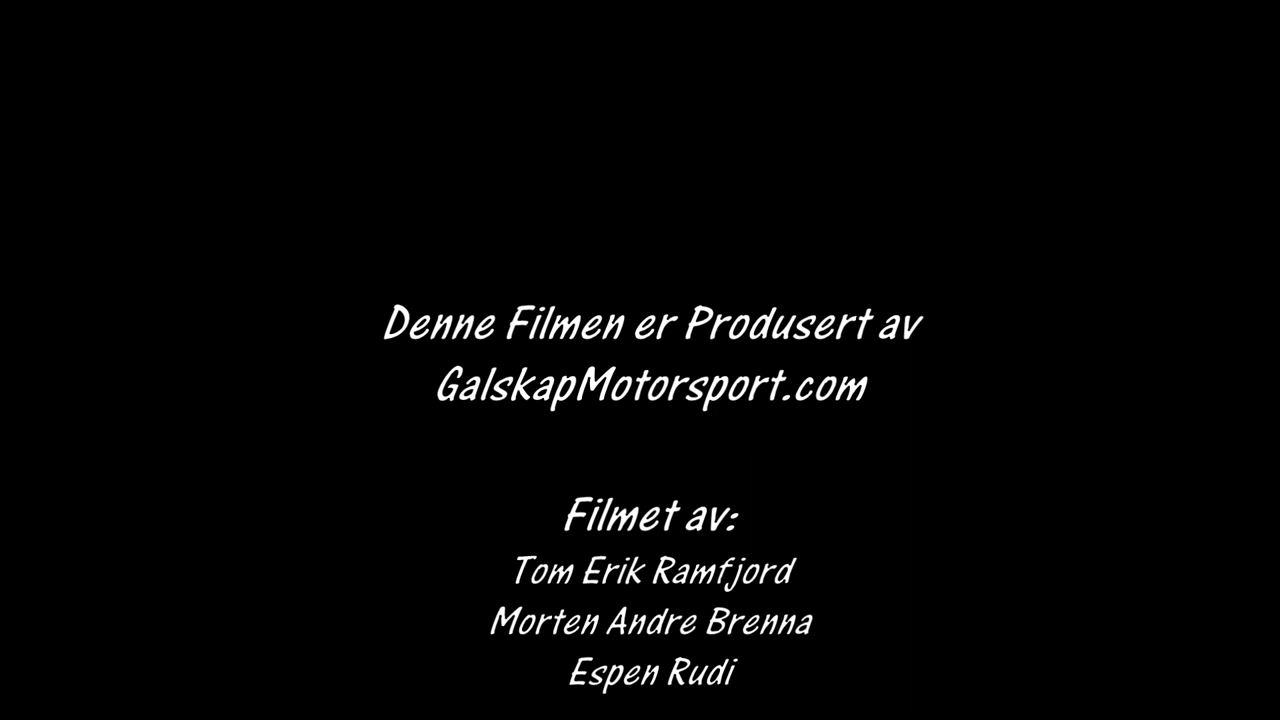 Denne Filmen er Produsert av
GalskapMotorsport.com
Filmet av:
Tom Erik Ramfjord
Morten Andre Brenna
Espen Rudi